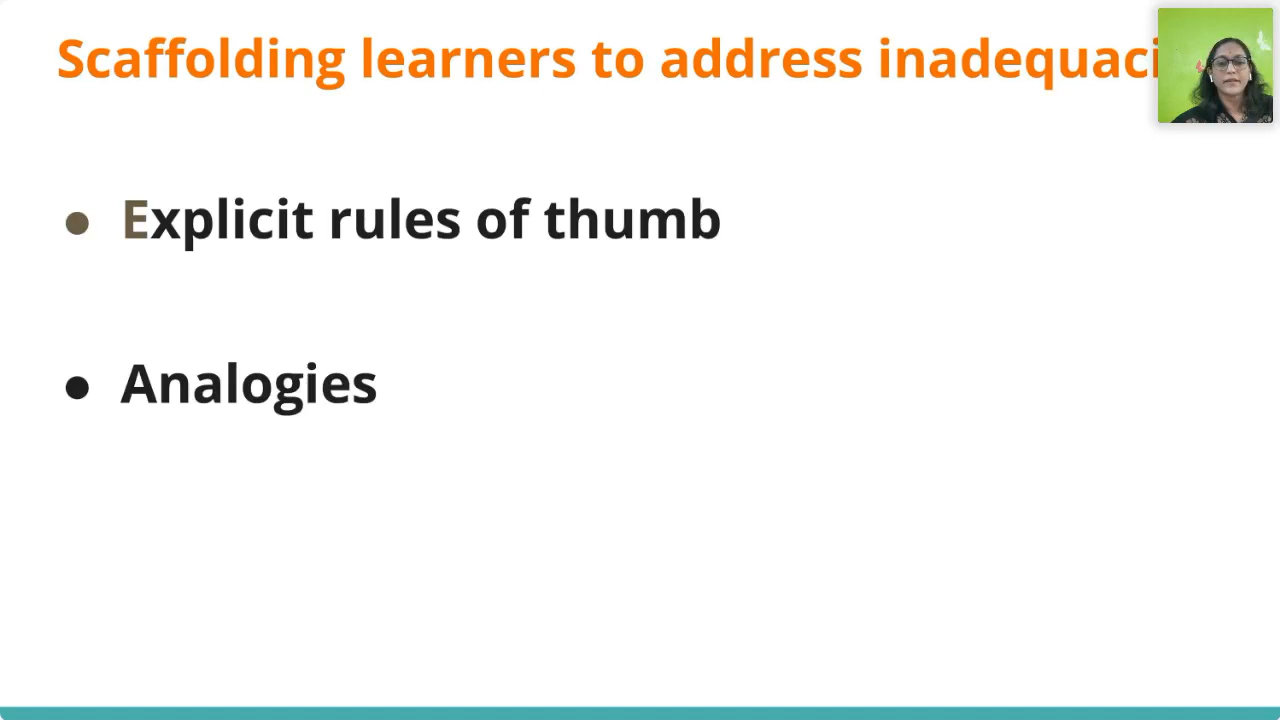 Scaffolding learners to address inadequaci
● Explicit rules of thumb
● Analogies